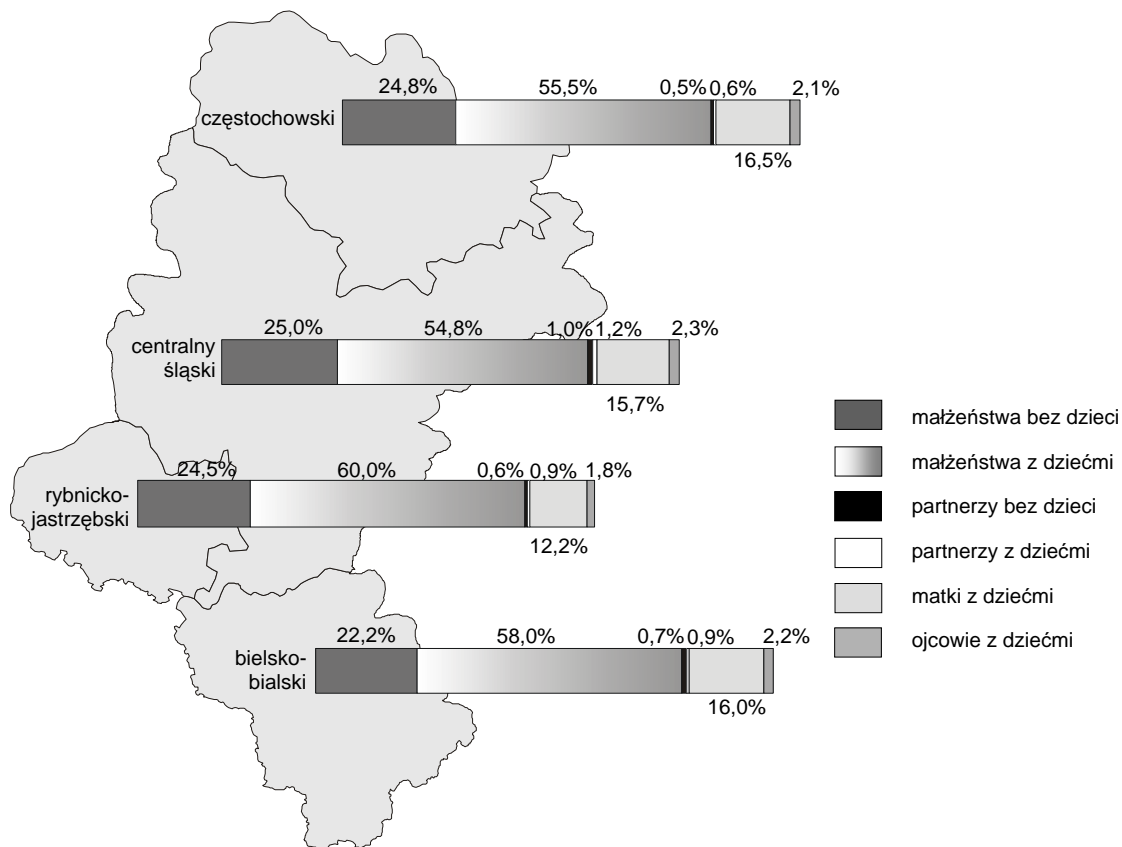 24,8% 55,5% 0,5% 0,6% 2,1%
częstochowski
16,5%
25,0% 54,8% 1,0% 1,2% 2,3%
centralny
śląski
15,7%
24,5% 60,0% 0,6% 0,9% 1,8%
rybnicko-
jastrzębski
12,2%
22,2% 58,0% 0,7% 0,9% 2,2%
bielsko-
bialski
16,0%
małżeństwa bez dzieci
małżeństwa z dziećmi
partnerzy bez dzieci
partnerzy z dziećmi
matki z dziećmi
ojcowie z dziećmi